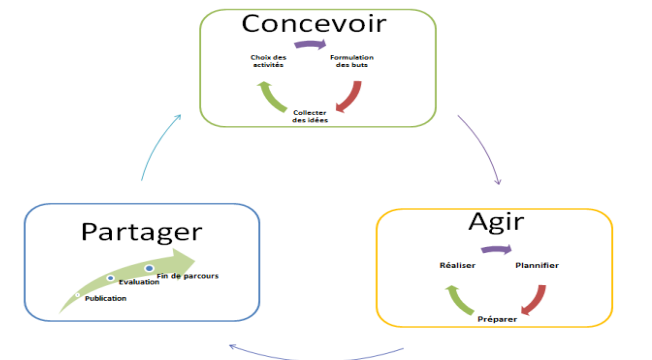 Concevoir
Choix des
activités
Formulation
des buts
Collecter
des idées
Partager
Publication
Evaluation
Fin de parcours
Agir
Réaliser
Plannifier
Préparer